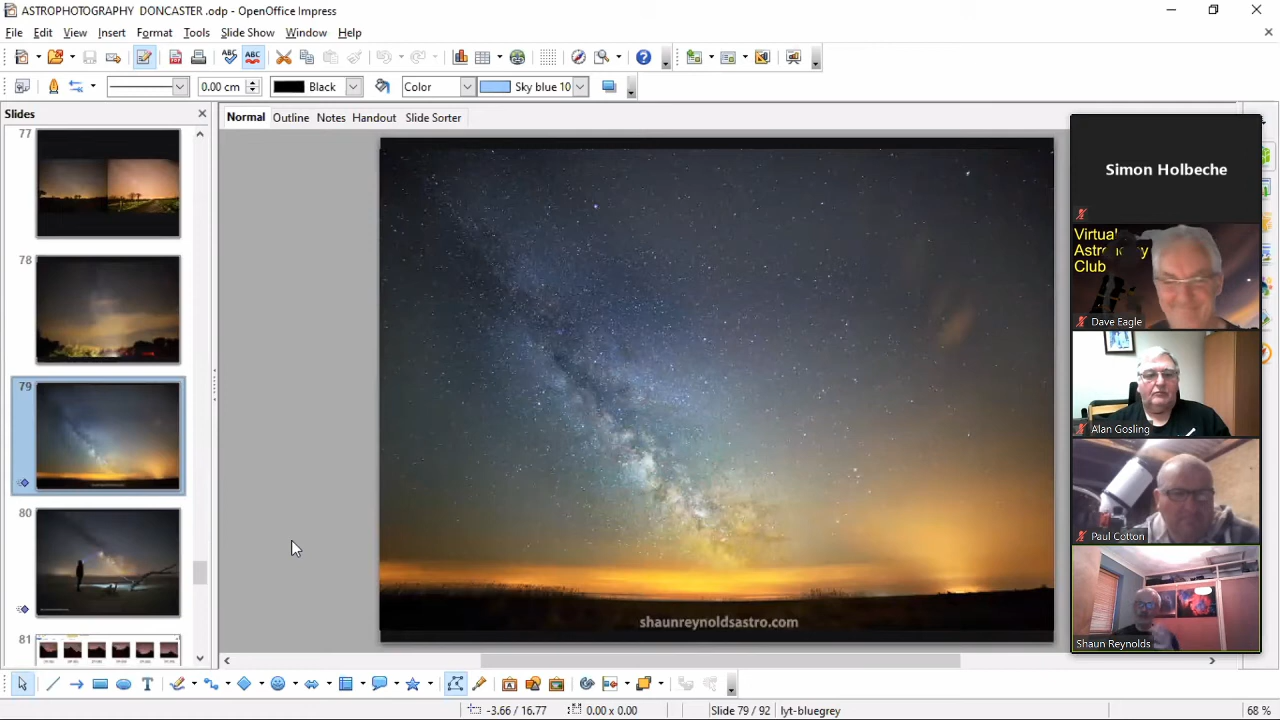 ASTROPHOTOGRAPHY DONCASTER .odp - OpenOffice Impress
File Edit View Insert Format Tools Slide Show Window Help
ABC ABC
0.00 cm Black Color Sky blue 10
Slides
Normal Outline Notes Handout Slide Sorter
77
78
79
80
81
shaunreynoldsastro.com
Simon Holbeche
Virtual
Astronomy
Club
Dave Eagle
Alan Gosling
Paul Cotton
Shaun Reynolds
-3.66 / 16.77 0.00 x 0.00 Slide 79 / 92 lyt-bluegrey 68 %